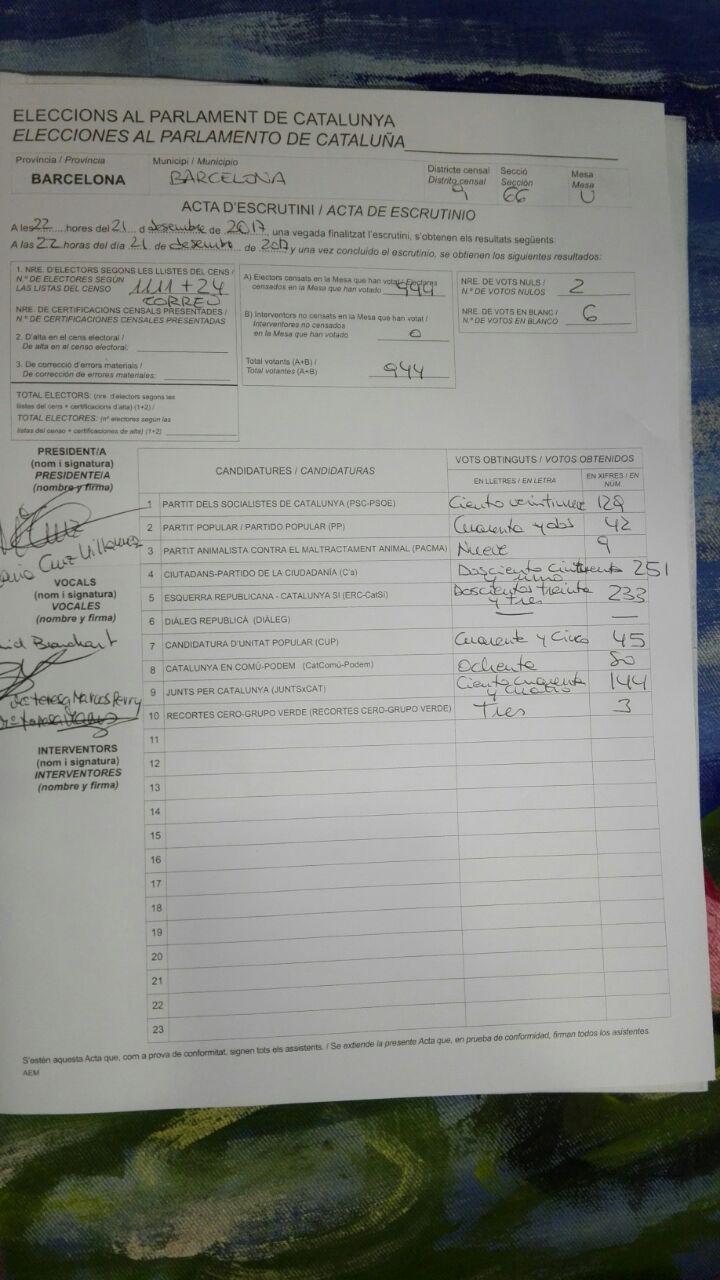 ELECCIONS AL PARLAMENT DE CATALUNYA
ELECCIONES AL PARLAMENTO DE CATALUÑA
Provincia / Provincia
BARCELONA
Municipi / Municipio
BARCELONA
Districte censal
Distrito censal
9
Secció
Sección
66
Mesa
Mesa
U
ACTA D'ESCRUTINI / ACTA DE ESCRUTINIO
A les 22 hores del 21 d desembre de 2017, una vegada finalitzat l'escrutini, s'obtenen els resultats següents:
A las 22 horas del día 21 de desembre de 2017 y una vez concluido el escrutinio, se obtienen los siguientes resultados:
1. NRE. D'ELECTORS SEGONS LES LLISTES DEL CENS /
N.º DE ELECTORES SEGÚN
LAS LISTAS DEL CENSO 1111 + 24
CORREU
NRE. DE CERTIFICACIONS CENSALS PRESENTADES /
N.º DE CERTIFICACIONES CENSALES PRESENTADAS
2. D'alta en el cens electoral /
De alta en el censo electoral:
3. De correcció d'errores materials /
De corrección de errores materiales:
TOTAL ELECTORS: (nre. d'electors segons les
llistes del cens + certificacions d'alta) (1+2) /
TOTAL ELECTORES: (nº electores según las
listas del censo + certificaciones de alta) (1+2)
A) Electors censats en la Mesa que han votat / Electores
censados en la Mesa que han votado 944
B) Interventors no censats en la Mesa que han votat /
Interventores no censados
en la Mesa que han votado 0
Total votants (A+B) /
Total votantes (A+B) 944
NRE. DE VOTS NULS /
N.º DE VOTOS NULOS 2
NRE. DE VOTS EN BLANC /
N.º DE VOTOS EN BLANCO 6
PRESIDENT/A
(nom i signatura)
PRESIDENTE/A
(nombre y firma)
Cruz
VOCALS
(nom i signatura)
VOCALES
(nombre y firma)
Teresa Marcos
INTERVENTORS
(nom i signatura)
INTERVENTORES
(nombre y firma)
CANDIDATURES / CANDIDATURAS
VOTS OBTINGUTS / VOTOS OBTENIDOS
EN LLETRES / EN LETRA
EN XIFRES / EN NÚM.
1 PARTIT DELS SOCIALISTES DE CATALUNYA (PSC-PSOE) Ciento veintinueve 129
2 PARTIT POPULAR / PARTIDO POPULAR (PP) Cuarenta y dos 42
3 PARTIT ANIMALISTA CONTRA EL MALTRACTAMENT ANIMAL (PACMA) Nueve 9
4 CIUTADANS-PARTIDO DE LA CIUDADANÍA (C's) Doscientos cincuenta y uno 251
5 ESQUERRA REPUBLICANA - CATALUNYA SÍ (ERC-CatSí) Doscientos treinta y tres 233
6 DIÀLEG REPUBLICÀ (DIÀLEG) — —
7 CANDIDATURA D'UNITAT POPULAR (CUP) Cuarenta y Cinco 45
8 CATALUNYA EN COMÚ-PODEM (CatComú-Podem) Ochenta 80
9 JUNTS PER CATALUNYA (JUNTSxCAT) Ciento Cuarenta y Cuatro 144
10 RECORTES CERO-GRUPO VERDE (RECORTES CERO-GRUPO VERDE) Tres 3
11
12
13
14
15
16
17
18
19
20
21
22
23
S'estén aquesta Acta que, com a prova de conformitat, signen tots els assistents. / Se extiende la presente Acta que, en prueba de conformidad, firman todos los asistentes.
AEM